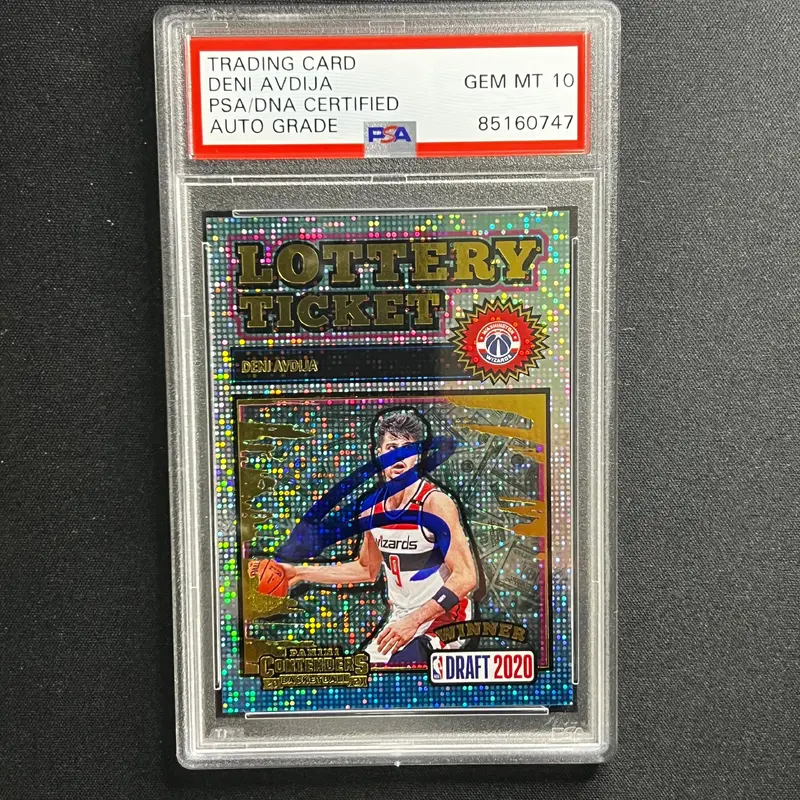 TRADING CARD
DENI AVDIJA GEM MT 10
PSA/DNA CERTIFIED
AUTO GRADE PSA 85160747
LOTTERY
TICKET
WASHINGTON
WIZARDS
DENI AVDIJA
wizards
9
WINNER
PANINI
CONTENDERS
BASKETBALL
DRAFT 2020